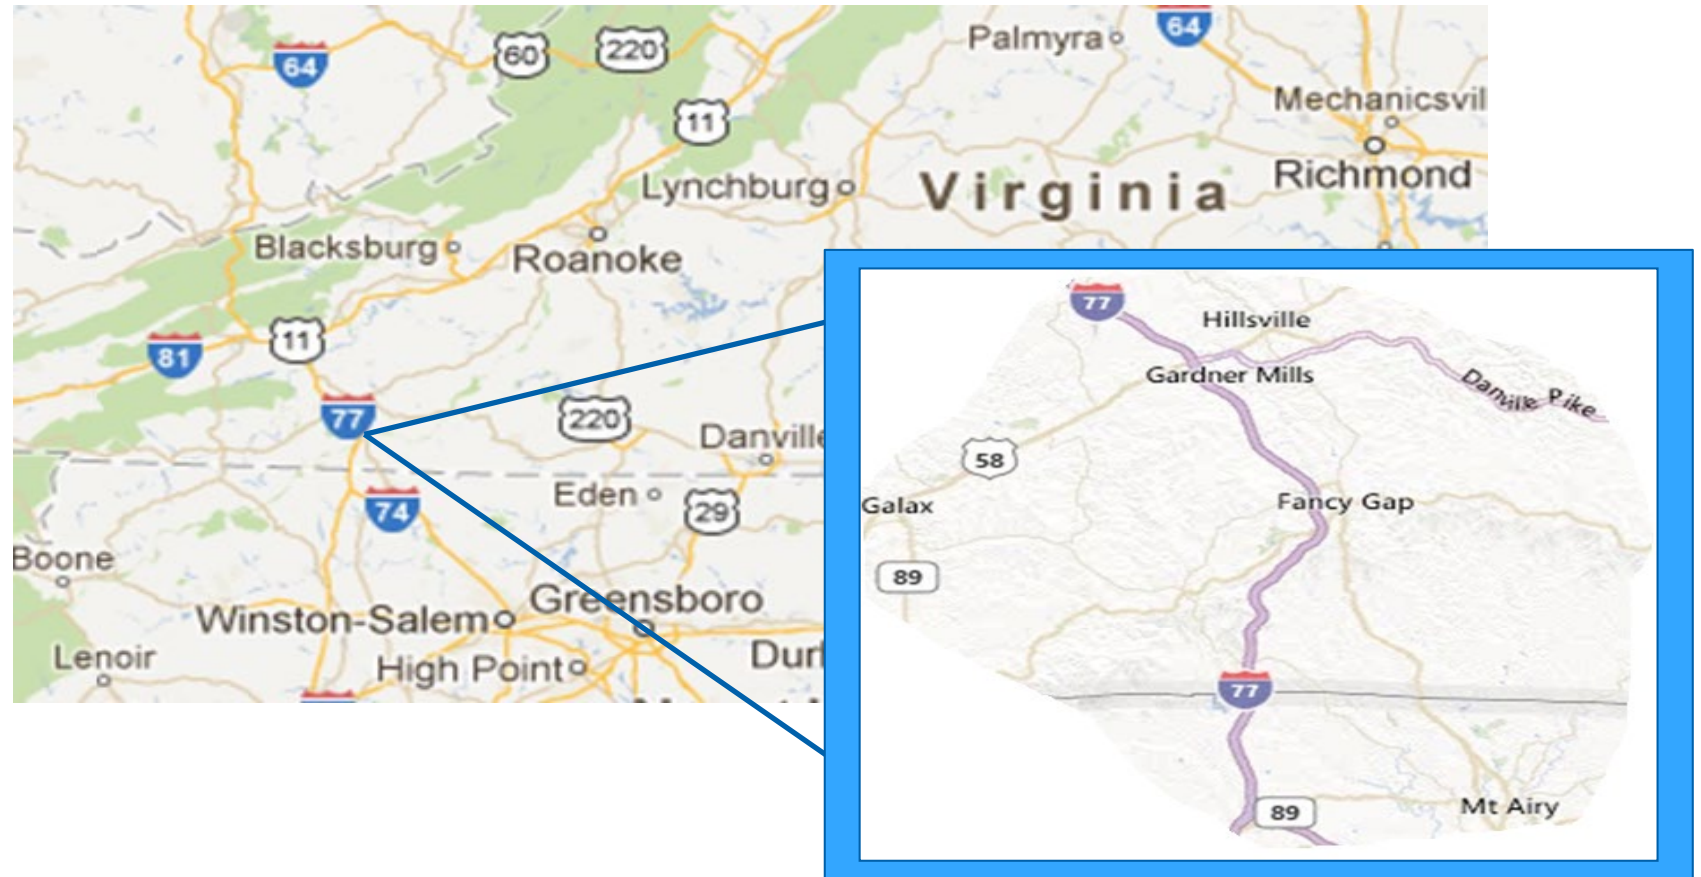 64
60
220
Palmyra
64
11
Mechanicsvil
Richmond
Lynchburg
Virginia
Blacksburg
Roanoke
81
11
77
220
Danville
74
Eden
29
Boone
Winston-Salem
Greensboro
Lenoir
High Point
Dur
77
Hillsville
Gardner Mills
Danville Pike
58
Galax
Fancy Gap
89
77
89
Mt Airy